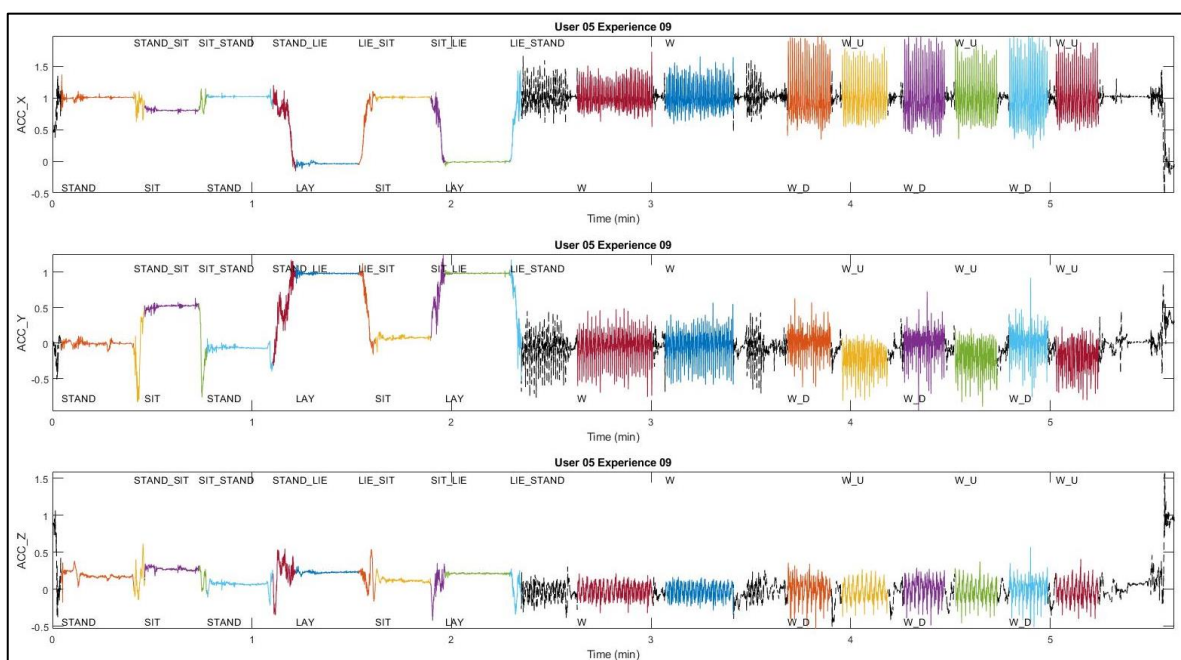 User 05 Experience 09
STAND_SIT SIT_STAND STAND_LIE LIE_SIT SIT_LIE LIE_STAND W W_U W_U W_U
1.5
1
0.5
0
-0.5
ACC_X
STAND SIT STAND LAY SIT LAY W W_D W_D W_D
0 1 2 3 4 5
Time (min)
User 05 Experience 09
STAND_SIT SIT_STAND STAND_LIE LIE_SIT SIT_LIE LIE_STAND W W_U W_U W_U
1
0.5
0
-0.5
ACC_Y
STAND SIT STAND LAY SIT LAY W W_D W_D W_D
0 1 2 3 4 5
Time (min)
User 05 Experience 09
STAND_SIT SIT_STAND STAND_LIE LIE_SIT SIT_LIE LIE_STAND W W_U W_U W_U
1.5
1
0.5
0
-0.5
ACC_Z
STAND SIT STAND LAY SIT LAY W W_D W_D W_D
0 1 2 3 4 5
Time (min)